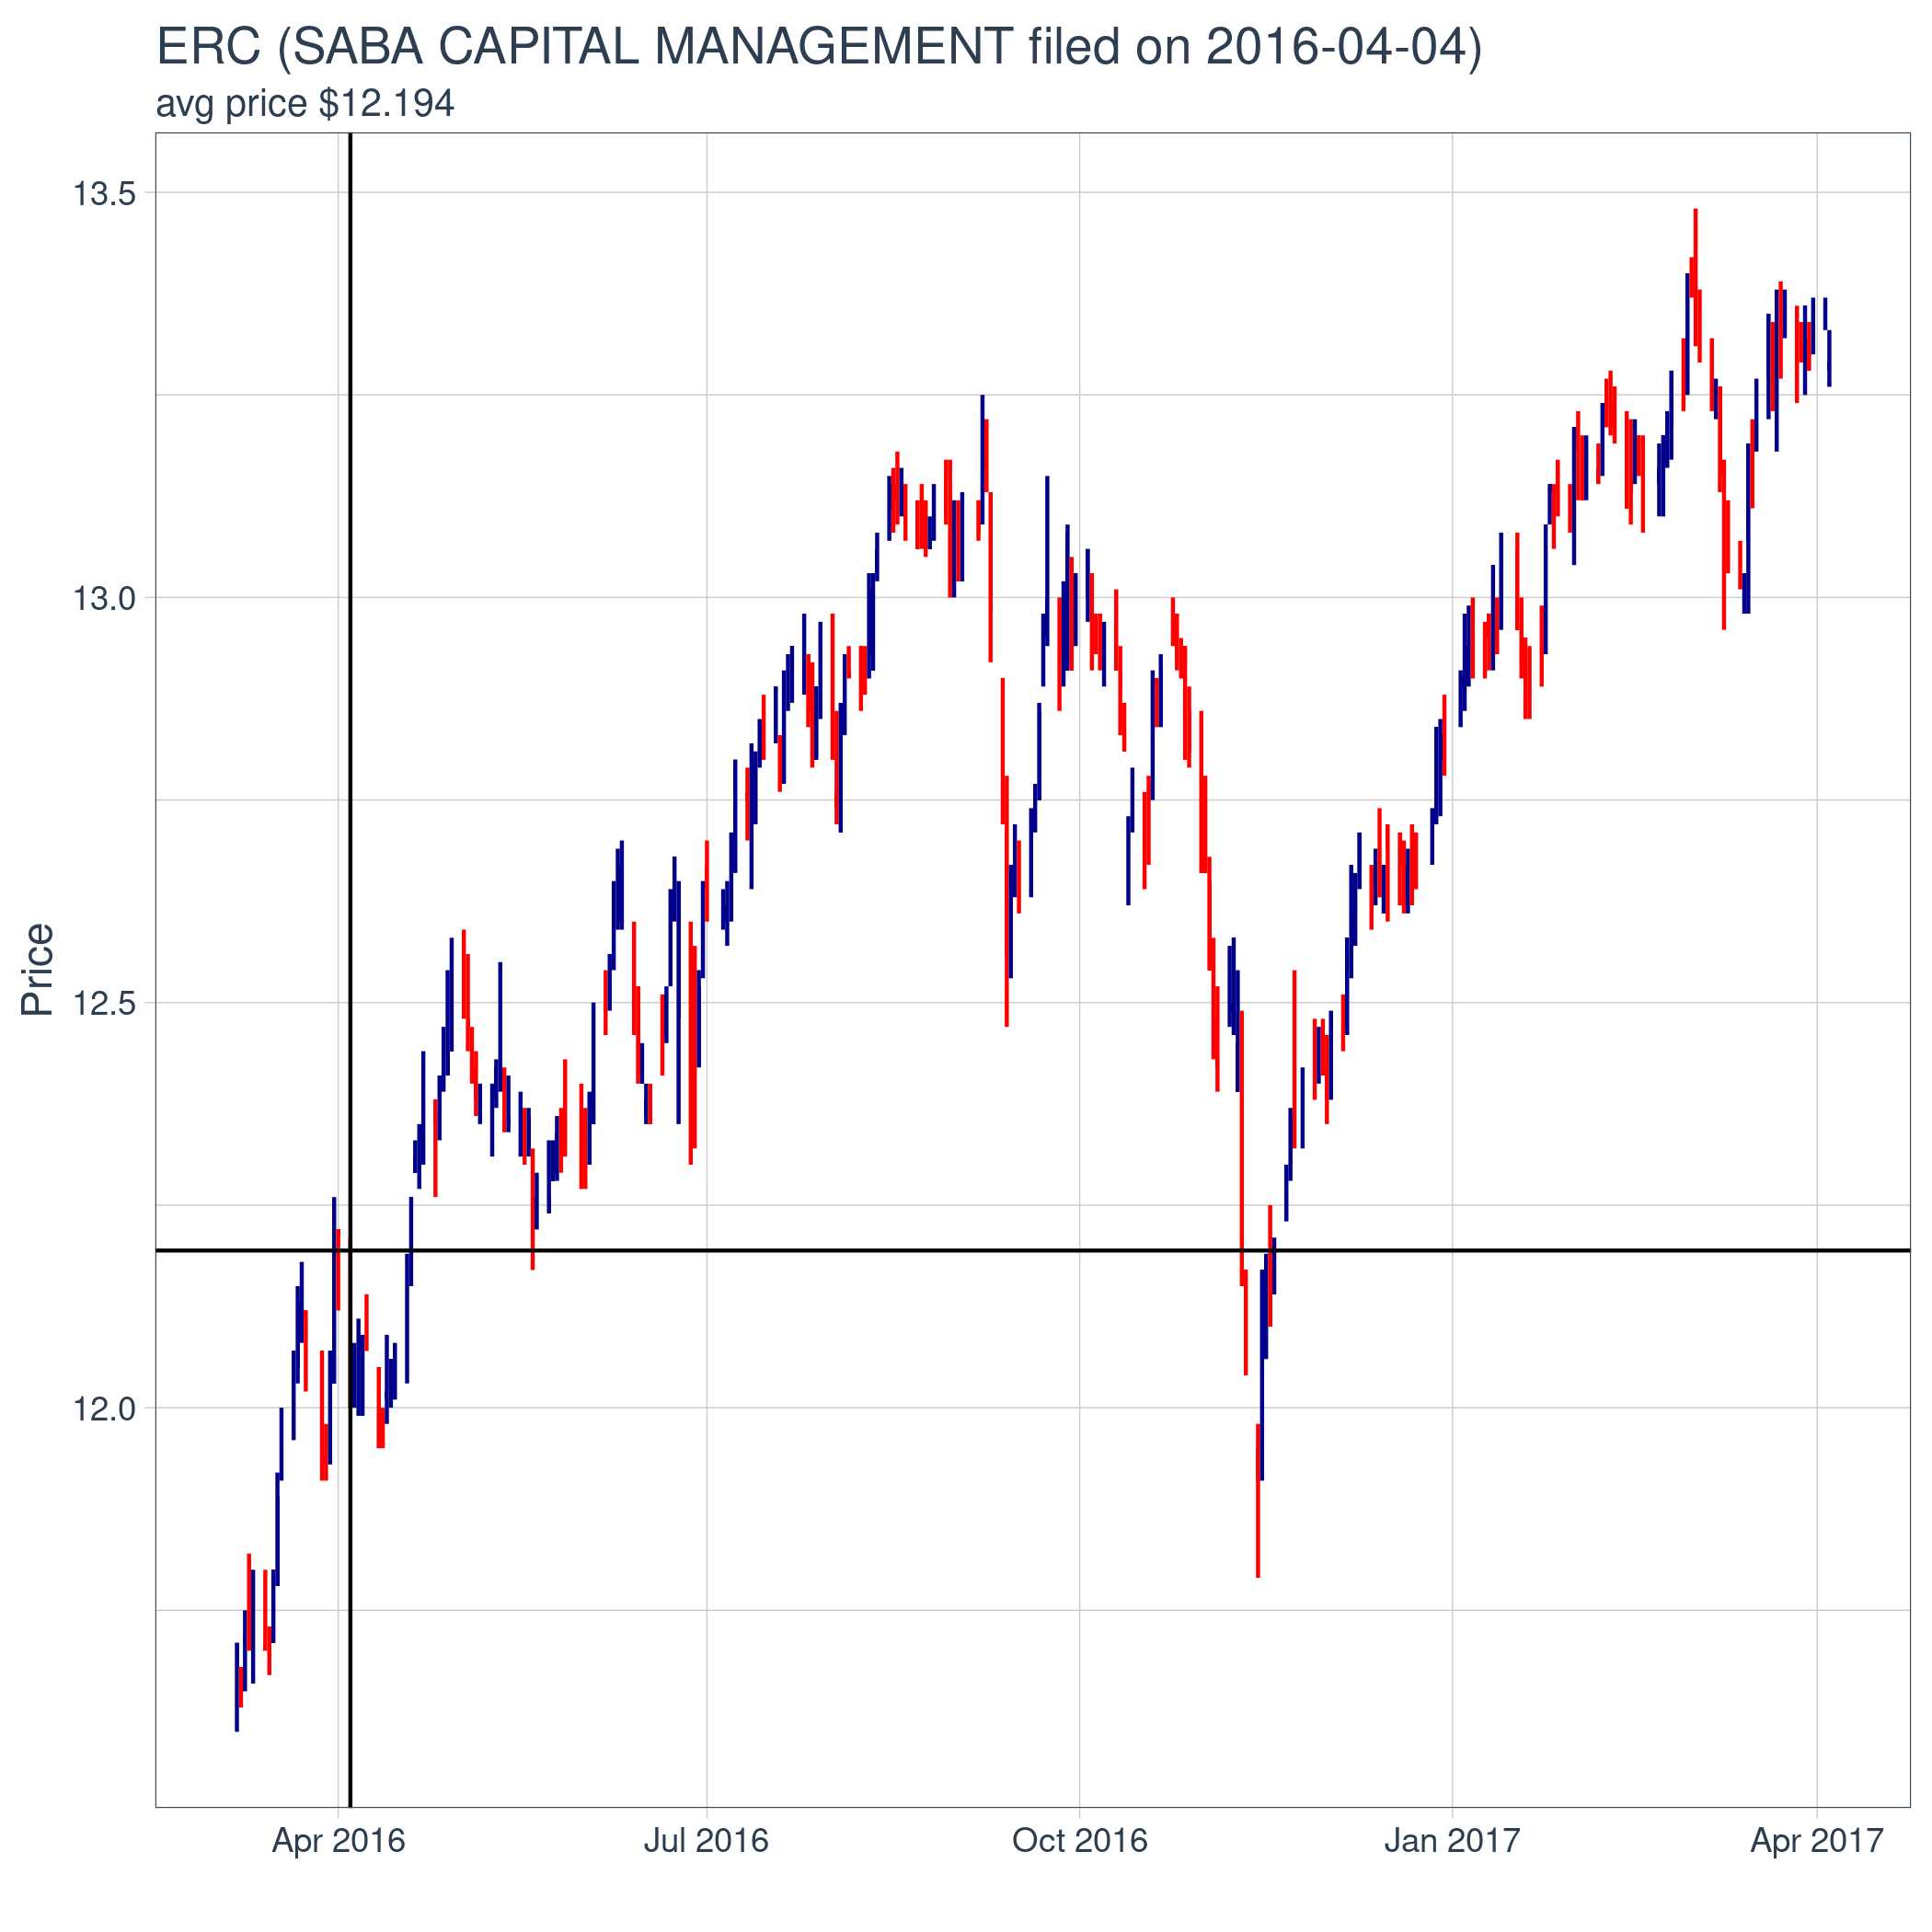 ERC (SABA CAPITAL MANAGEMENT filed on 2016-04-04)
avg price $12.194
13.5
13.0
12.5
12.0
Price
Apr 2016 Jul 2016 Oct 2016 Jan 2017 Apr 2017